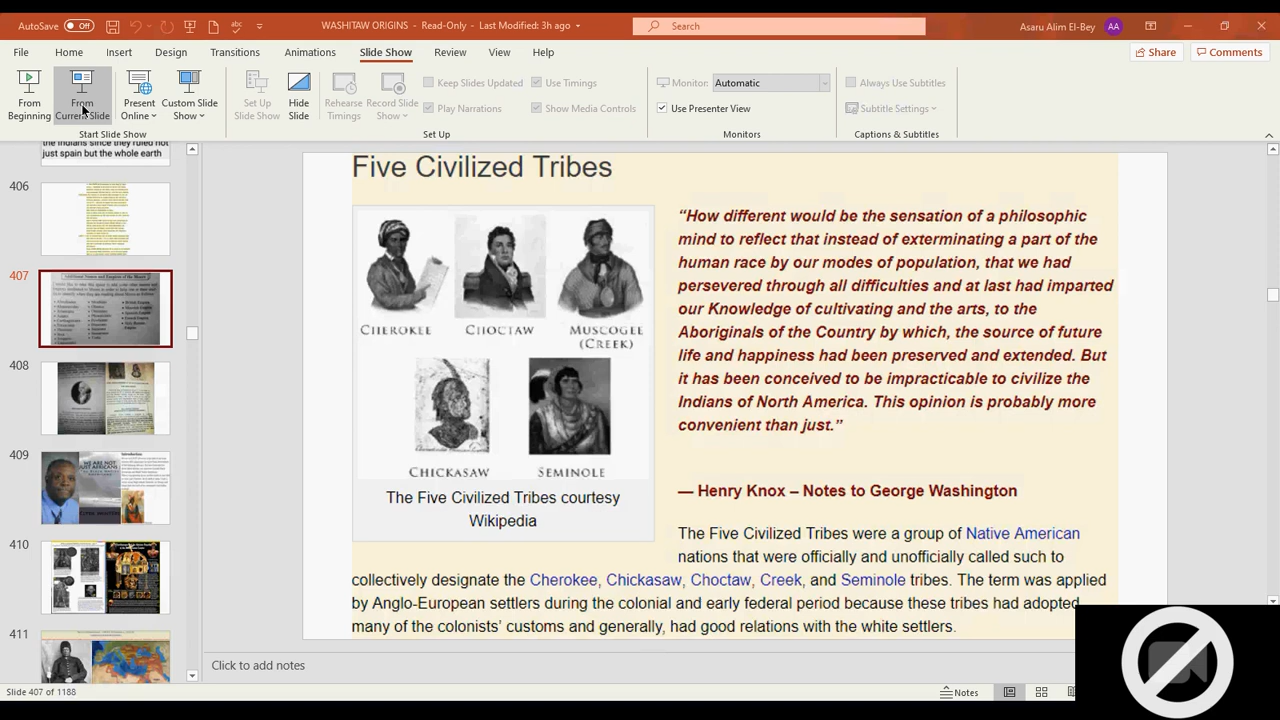 AutoSave Off
WASHITAW ORIGINS - Read-Only - Last Modified: 3h ago
Search
Asaru Alim El-Bey AA
File Home Insert Design Transitions Animations Slide Show Review View Help
Share Comments
From Beginning
From Current Slide
Present Online
Custom Slide Show
Start Slide Show
Set Up Slide Show
Hide Slide
Rehearse Timings
Record Slide Show
Keep Slides Updated
Play Narrations
Use Timings
Show Media Controls
Set Up
Monitor: Automatic
Use Presenter View
Monitors
Always Use Subtitles
Subtitle Settings
Captions & Subtitles
the Indians since they ruled not
just spain but the whole earth
406
407
408
409
410
411
Five Civilized Tribes
CHEROKEE CHOCTAW MUSCOGEE
(CREEK)
CHICKASAW SEMINOLE
The Five Civilized Tribes courtesy
Wikipedia
“How different would be the sensation of a philosophic
mind to reflect that instead of exterminating a part of the
human race by our modes of population, that we had
persevered through all difficulties and at last had imparted
our Knowledge of cultivating and the arts, to the
Aboriginals of the Country by which, the source of future
life and happiness had been preserved and extended. But
it has been conceived to be impracticable to civilize the
Indians of North America. This opinion is probably more
convenient than just.”
— Henry Knox – Notes to George Washington
The Five Civilized Tribes were a group of Native American
nations that were officially and unofficially called such to
collectively designate the Cherokee, Chickasaw, Choctaw, Creek, and Seminole tribes. The term was applied
by Anglo-European settlers during the colonial and early federal period because these tribes had adopted
many of the colonists’ customs and generally, had good relations with the white settlers.
Click to add notes
Slide 407 of 1188
Notes